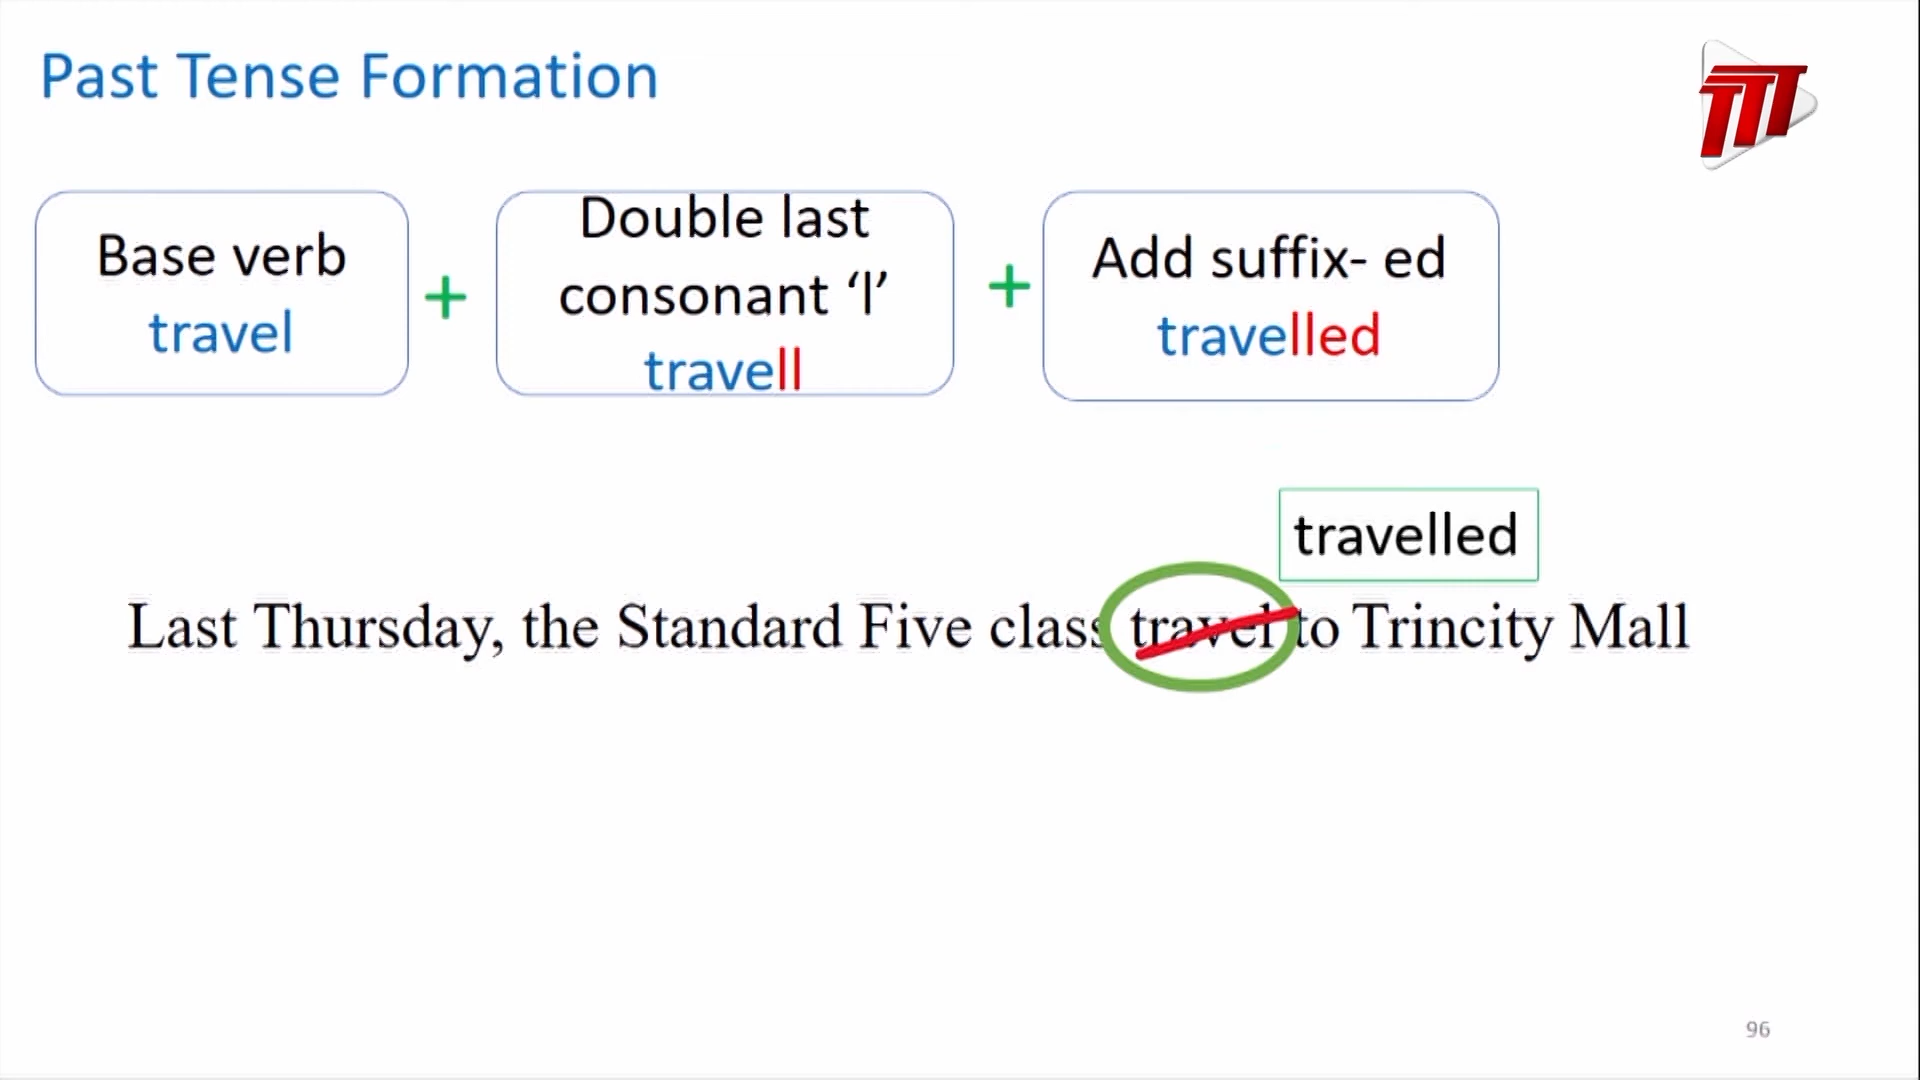 Past Tense Formation
TTT
Base verb
travel
+
Double last
consonant ‘l’
travell
+
Add suffix- ed
travelled
travelled
Last Thursday, the Standard Five class travel to Trincity Mall
96